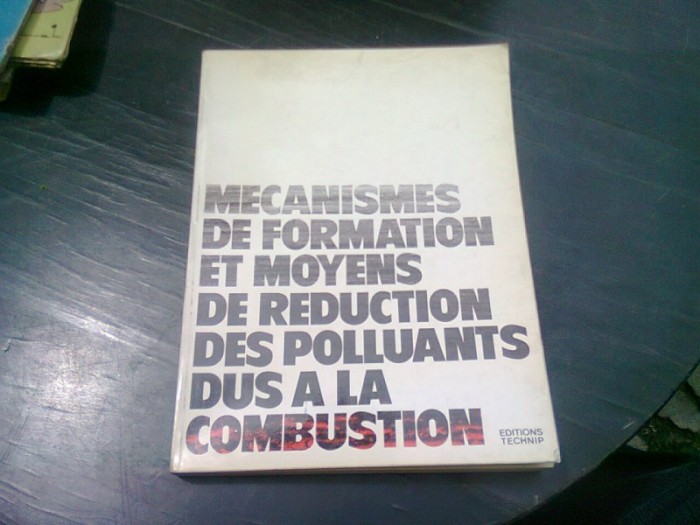 MECANISMES
DE FORMATION
ET MOYENS
DE REDUCTION
DES POLLUANTS
DUS A LA
COMBUSTION
EDITIONS
TECHNIP